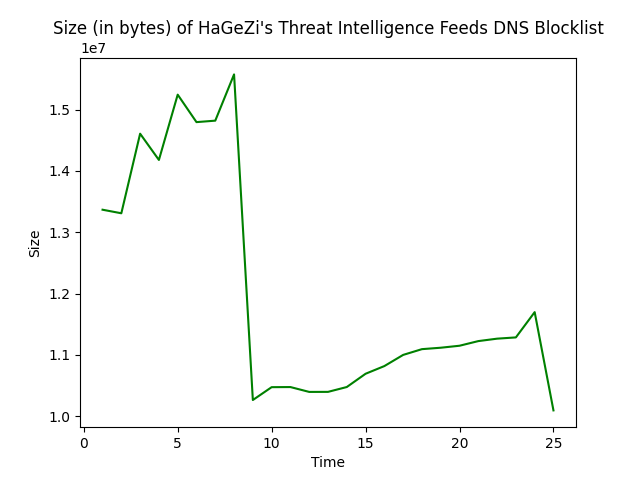 Size (in bytes) of HaGeZi's Threat Intelligence Feeds DNS Blocklist
1e7
1.5
1.4
1.3
1.2
1.1
1.0
Size
0 5 10 15 20 25
Time